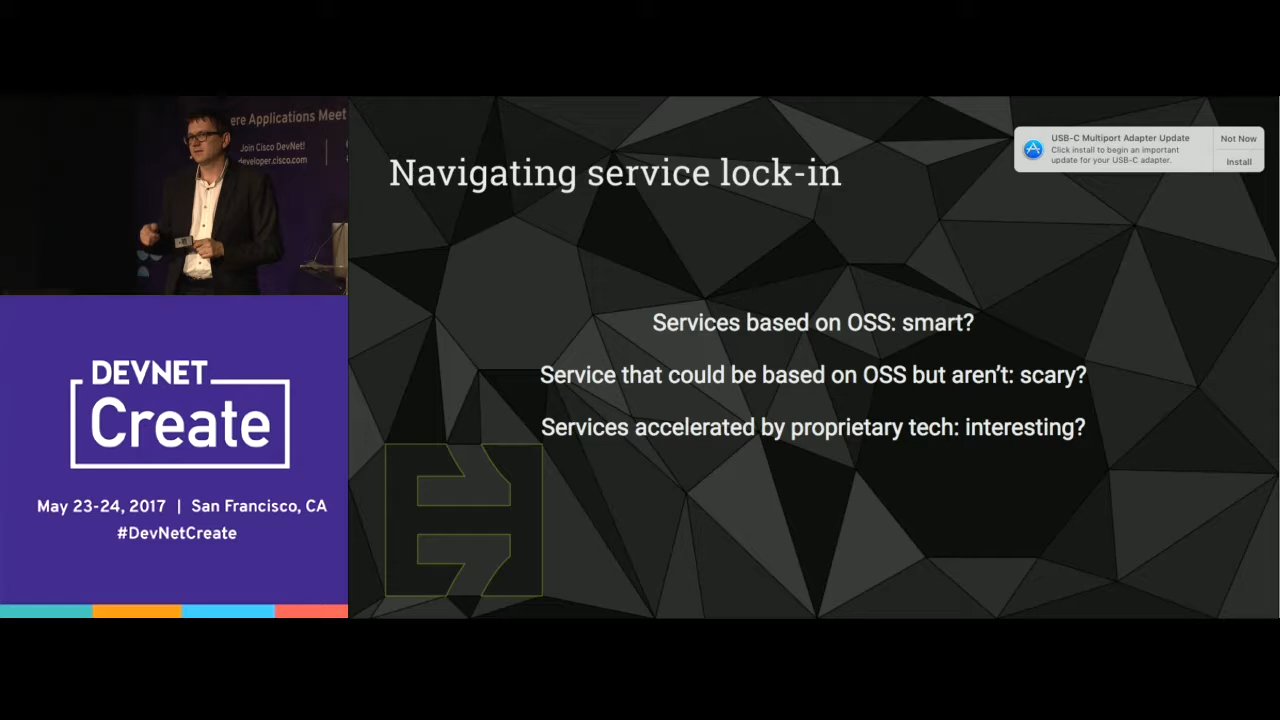 ere Applications Meet
Join Cisco DevNet!
developer.cisco.com
DEVNET
Create
May 23-24, 2017 | San Francisco, CA
#DevNetCreate
Navigating service lock-in
USB-C Multiport Adapter Update
Click install to begin an important
update for your USB-C adapter.
Not Now
Install
Services based on OSS: smart?
Service that could be based on OSS but aren’t: scary?
Services accelerated by proprietary tech: interesting?